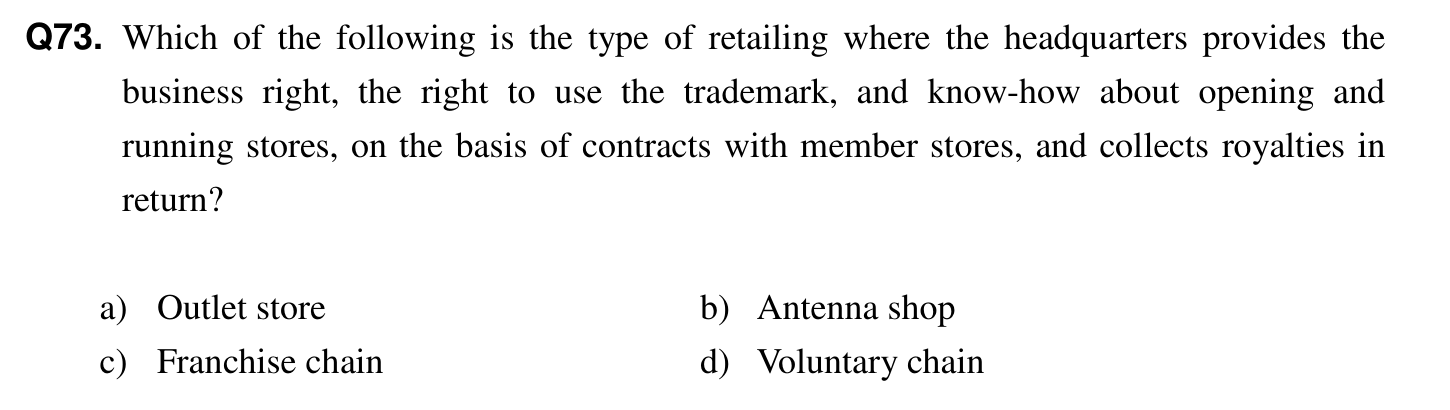 Q73. Which of the following is the type of retailing where the headquarters provides the
business right, the right to use the trademark, and know-how about opening and
running stores, on the basis of contracts with member stores, and collects royalties in
return?
a) Outlet store b) Antenna shop
c) Franchise chain d) Voluntary chain